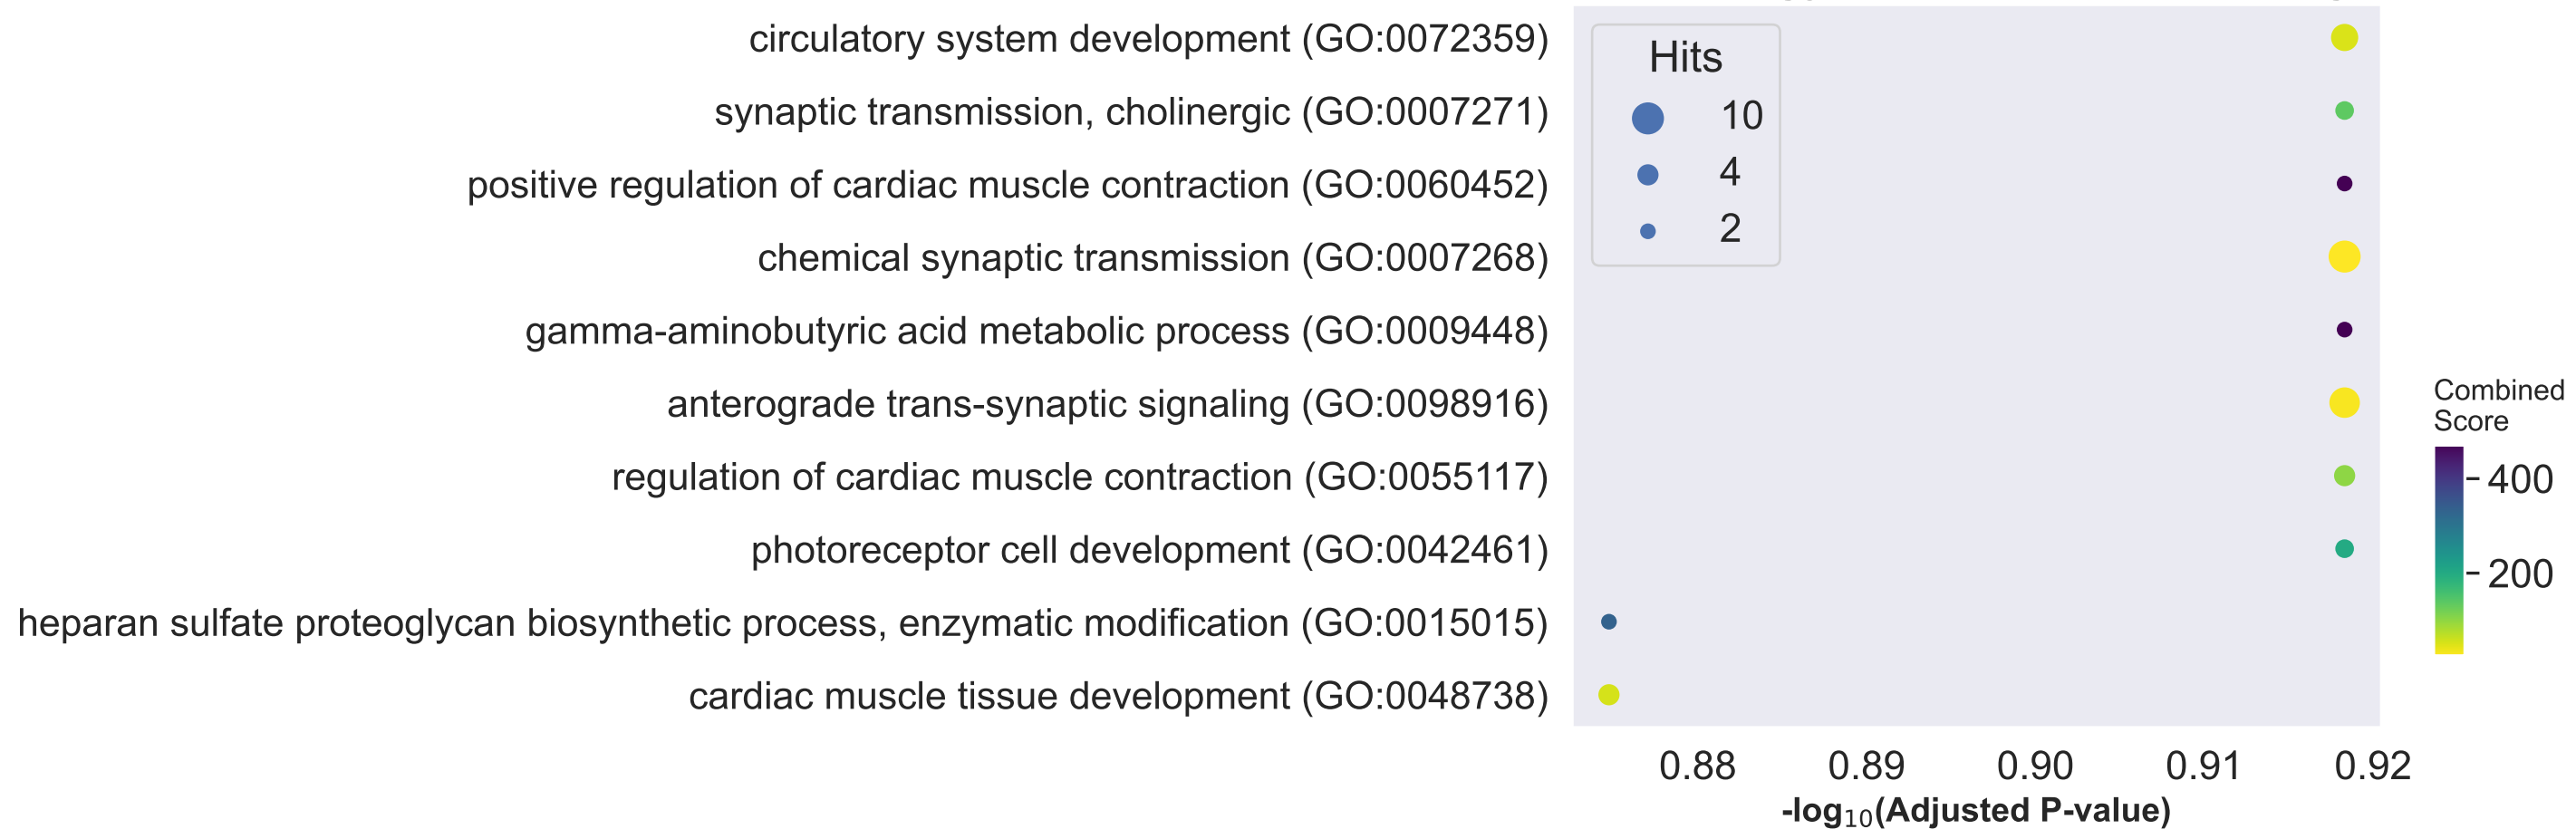 circulatory system development (GO:0072359)
synaptic transmission, cholinergic (GO:0007271)
positive regulation of cardiac muscle contraction (GO:0060452)
chemical synaptic transmission (GO:0007268)
gamma-aminobutyric acid metabolic process (GO:0009448)
anterograde trans-synaptic signaling (GO:0098916)
regulation of cardiac muscle contraction (GO:0055117)
photoreceptor cell development (GO:0042461)
heparan sulfate proteoglycan biosynthetic process, enzymatic modification (GO:0015015)
cardiac muscle tissue development (GO:0048738)
Hits
10
4
2
0.88 0.89 0.90 0.91 0.92
-log₁₀(Adjusted P-value)
Combined
Score
400
200